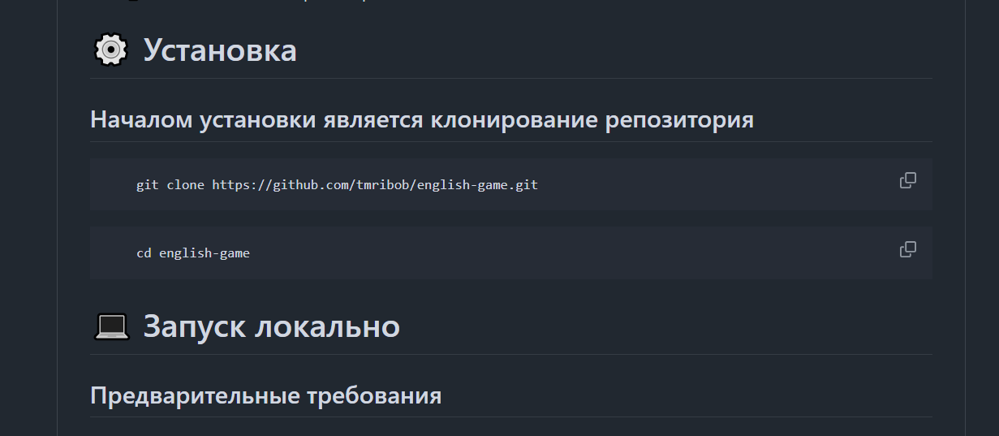 Установка
Началом установки является клонирование репозитория
git clone https://github.com/tmribob/english-game.git
cd english-game
Запуск локально
Предварительные требования